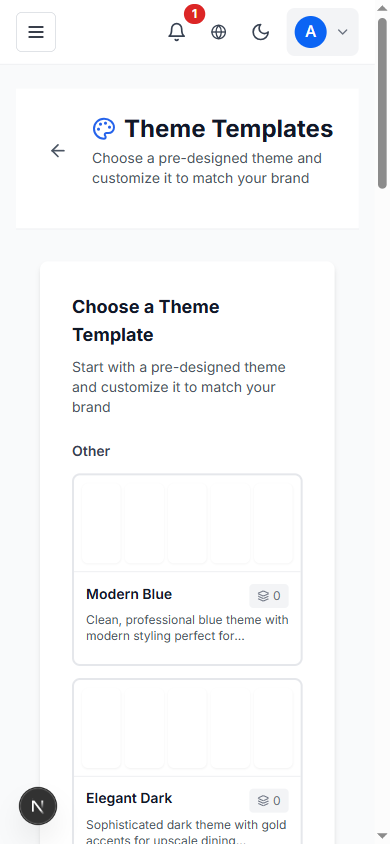 1
A
Theme Templates
Choose a pre-designed theme and
customize it to match your brand
Choose a Theme
Template
Start with a pre-designed theme
and customize it to match your
brand
Other
Modern Blue
0
Clean, professional blue theme with
modern styling perfect for...
Elegant Dark
0
Sophisticated dark theme with gold
accents for upscale dining...
N